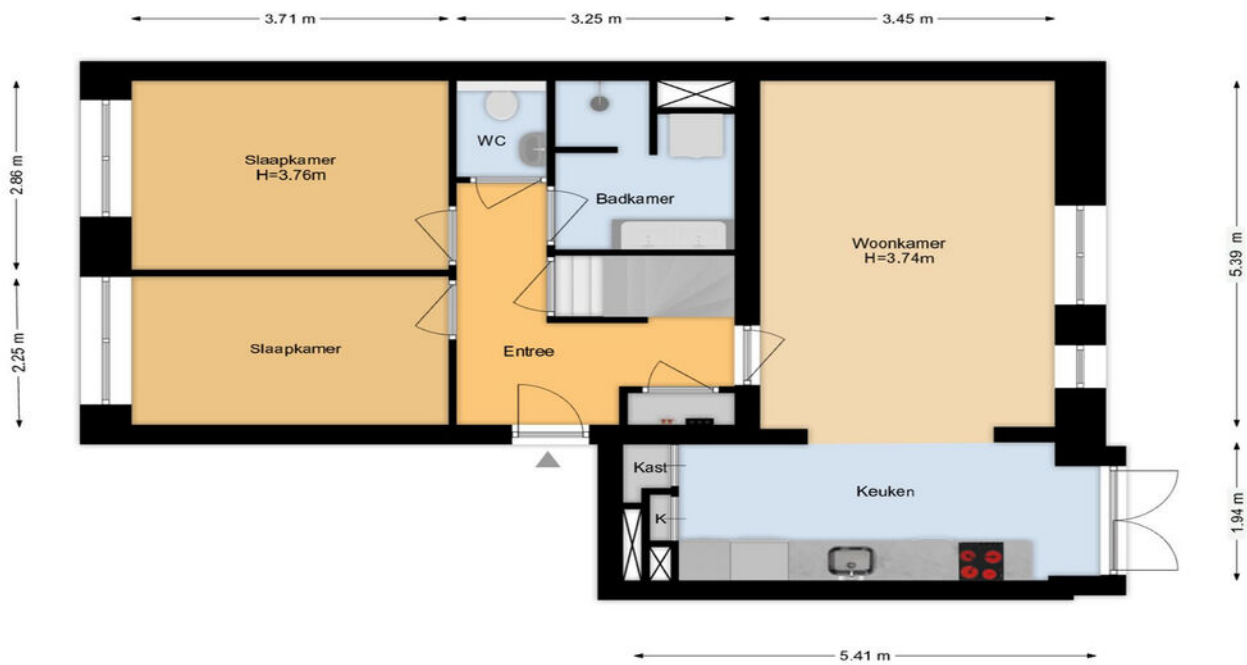 3.71 m
3.25 m
3.45 m
2.86 m
2.25 m
Slaapkamer
H=3.76m
WC
Badkamer
Woonkamer
H=3.74m
5.39 m
Slaapkamer
Entree
Kast
K
Keuken
1.94 m
5.41 m